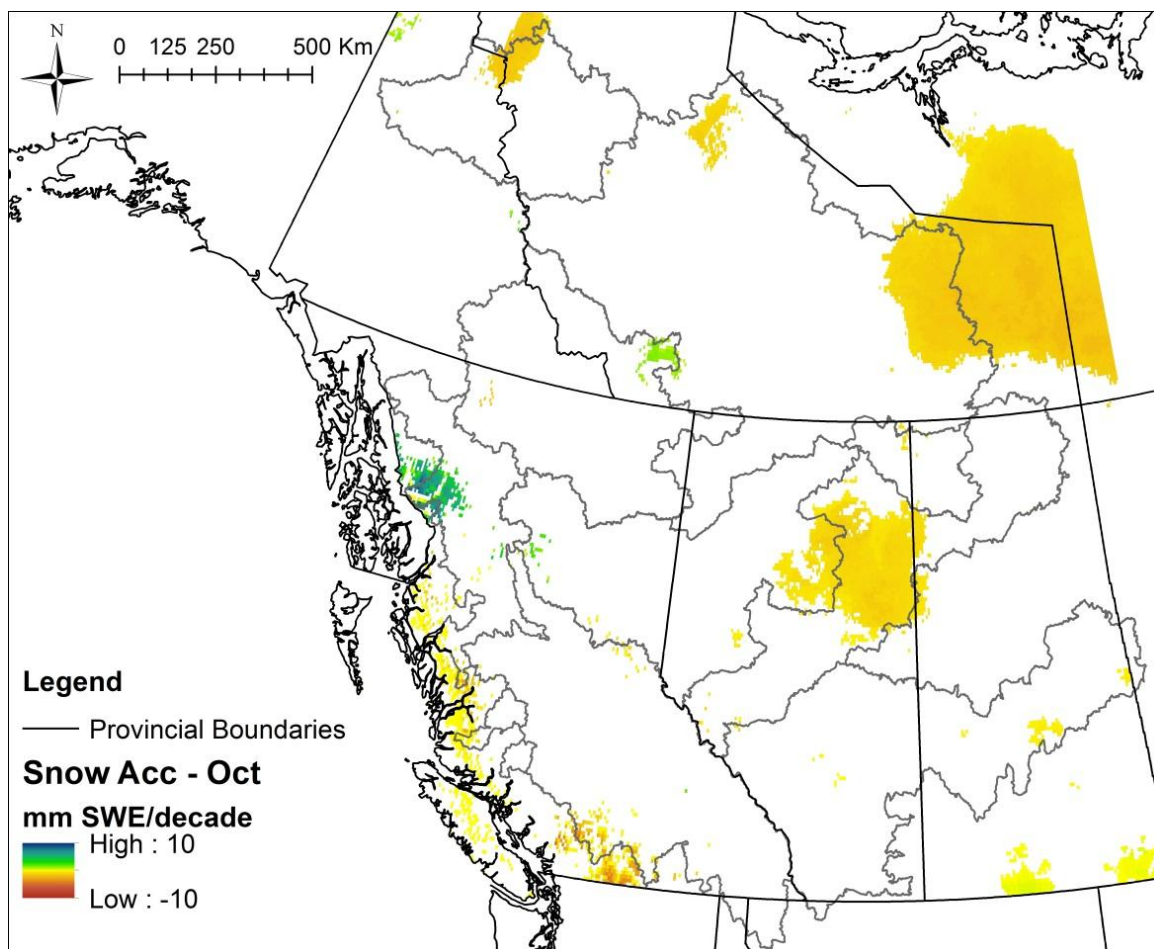 N
0 125 250 500 Km
Legend
Provincial Boundaries
Snow Acc - Oct
mm SWE/decade
High : 10
Low : -10